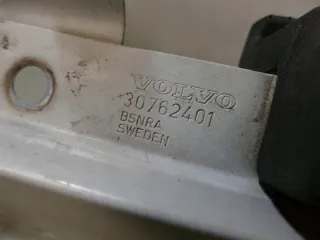 VOLVO
30762401
BSNRA
SWEDEN